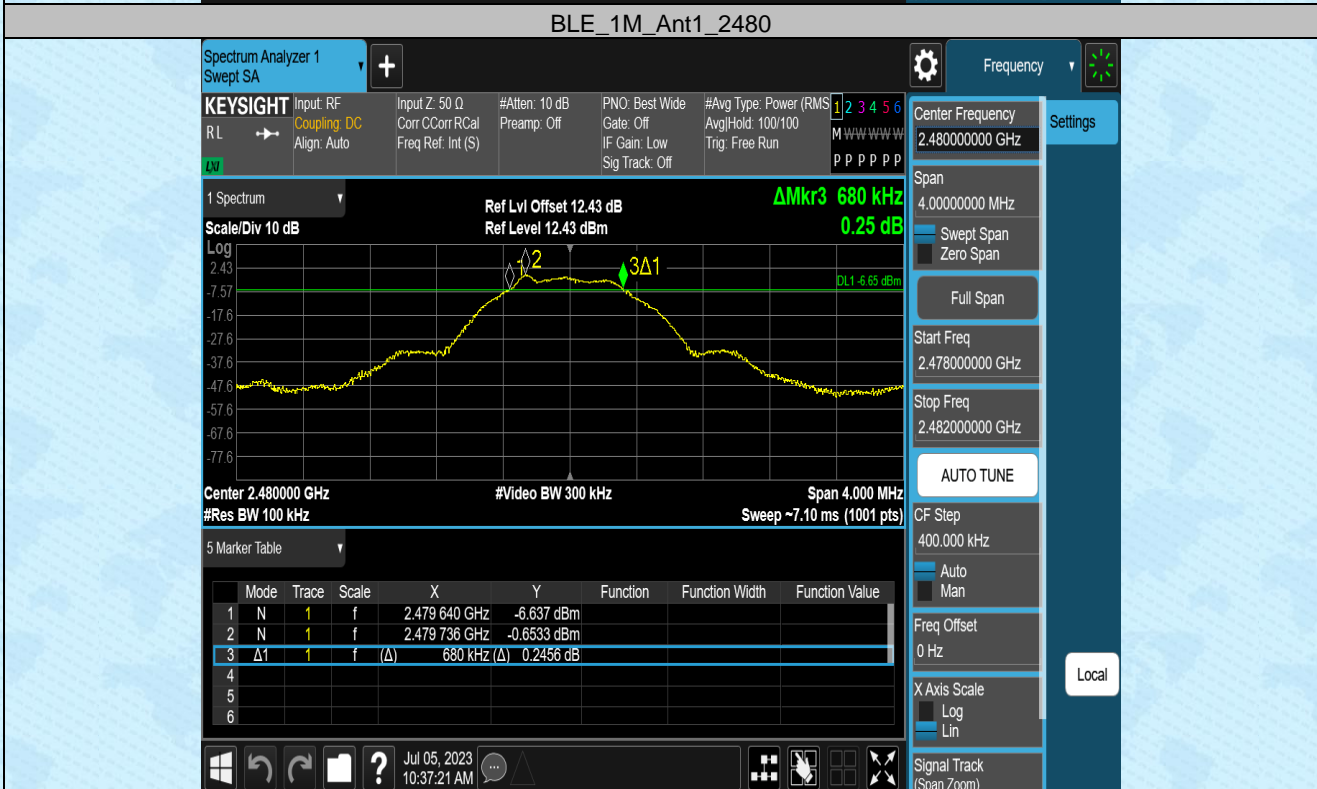 BLE_1M_Ant1_2480
Spectrum Analyzer 1
Swept SA
+
Frequency
KEYSIGHT
RL
LXI
Input: RF
Coupling: DC
Align: Auto
Input Z: 50 Ω
Corr CCorr RCal
Freq Ref: Int (S)
#Atten: 10 dB
Preamp: Off
PNO: Best Wide
Gate: Off
IF Gain: Low
Sig Track: Off
#Avg Type: Power (RMS
Avg|Hold: 100/100
Trig: Free Run
1 2 3 4 5 6
M W W W W W
P P P P P P
1 Spectrum
Scale/Div 10 dB
Ref Lvl Offset 12.43 dB
Ref Level 12.43 dBm
ΔMkr3 680 kHz
0.25 dB
Log
2.43
-7.57
-17.6
-27.6
-37.6
-47.6
-57.6
-67.6
-77.6
1
2
3Δ1
DL1 -6.65 dBm
Center 2.480000 GHz
#Video BW 300 kHz
Span 4.000 MHz
#Res BW 100 kHz
Sweep ~7.10 ms (1001 pts)
5 Marker Table
Mode Trace Scale X Y Function Function Width Function Value
1 N 1 f 2.479 640 GHz -6.637 dBm
2 N 1 f 2.479 736 GHz -0.6533 dBm
3 Δ1 1 f (Δ) 680 kHz (Δ) 0.2456 dB
4
5
6
?
Jul 05, 2023
10:37:21 AM
Center Frequency
2.480000000 GHz
Settings
Span
4.00000000 MHz
Swept Span
Zero Span
Full Span
Start Freq
2.478000000 GHz
Stop Freq
2.482000000 GHz
AUTO TUNE
CF Step
400.000 kHz
Auto
Man
Freq Offset
0 Hz
Local
X Axis Scale
Log
Lin
Signal Track
(Span Zoom)